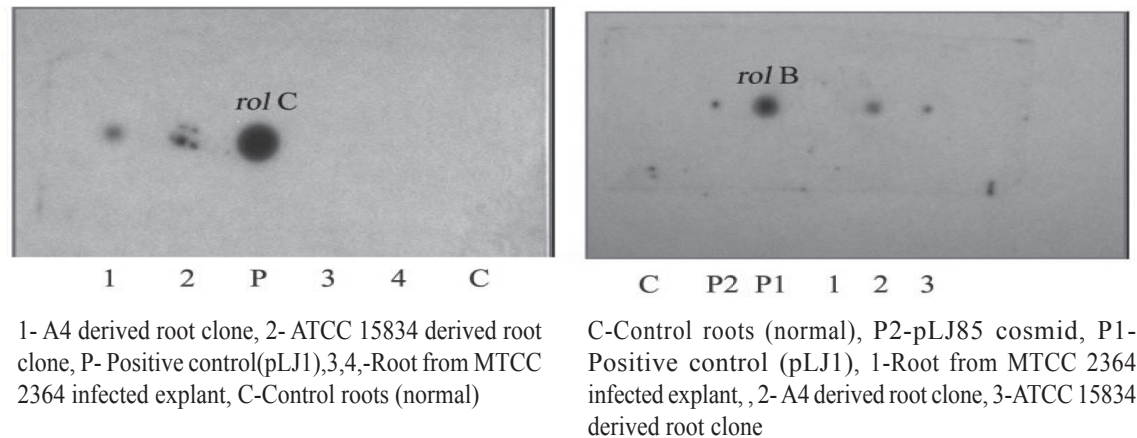 rol C
1 2 P 3 4 C
1- A4 derived root clone, 2- ATCC 15834 derived root
clone, P- Positive control(pLJ1),3,4,-Root from MTCC
2364 infected explant, C-Control roots (normal)
rol B
C P2 P1 1 2 3
C-Control roots (normal), P2-pLJ85 cosmid, P1-
Positive control (pLJ1), 1-Root from MTCC 2364
infected explant, , 2- A4 derived root clone, 3-ATCC 15834
derived root clone